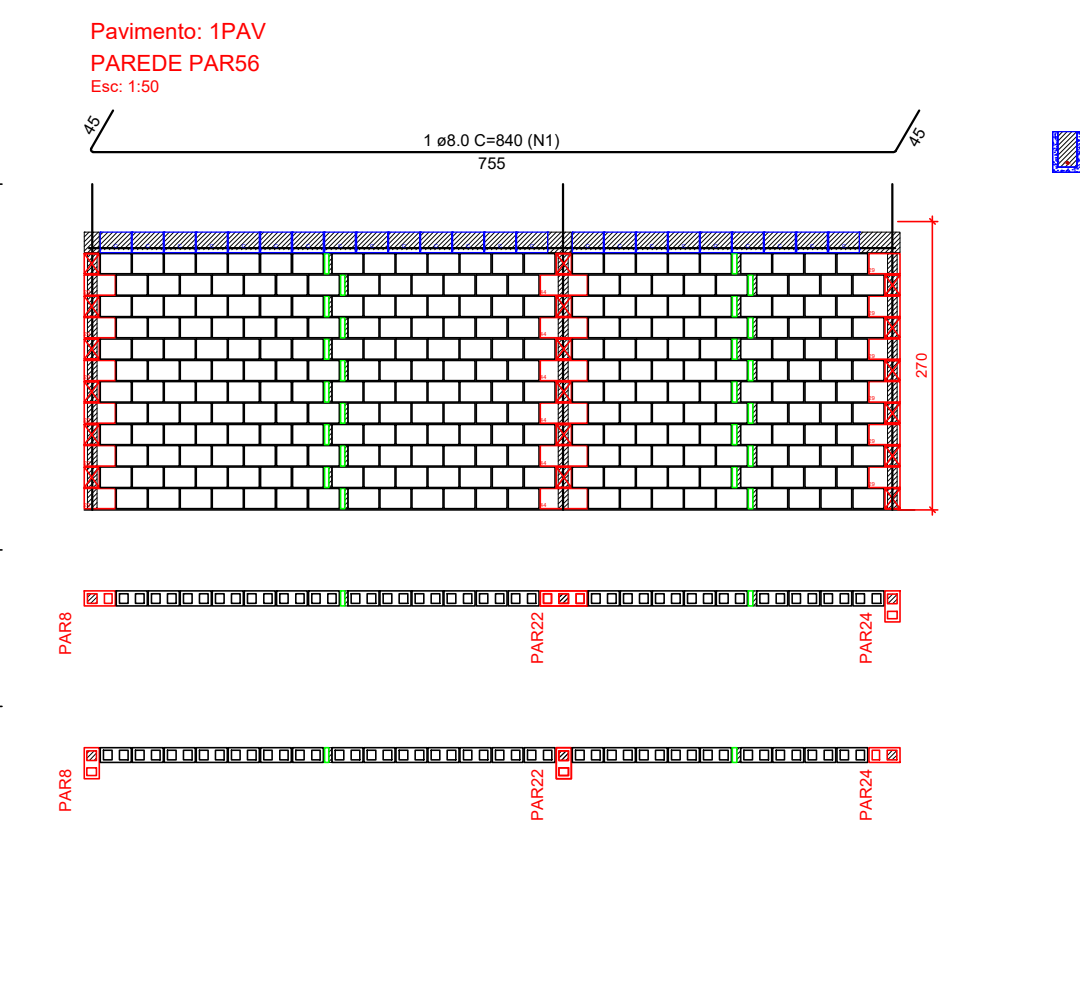 Pavimento: 1PAV
PAREDE PAR56
Esc: 1:50
45
1 ø8.0 C=840 (N1)
45
755
270
PAR8
PAR22
PAR24
PAR8
PAR22
PAR24